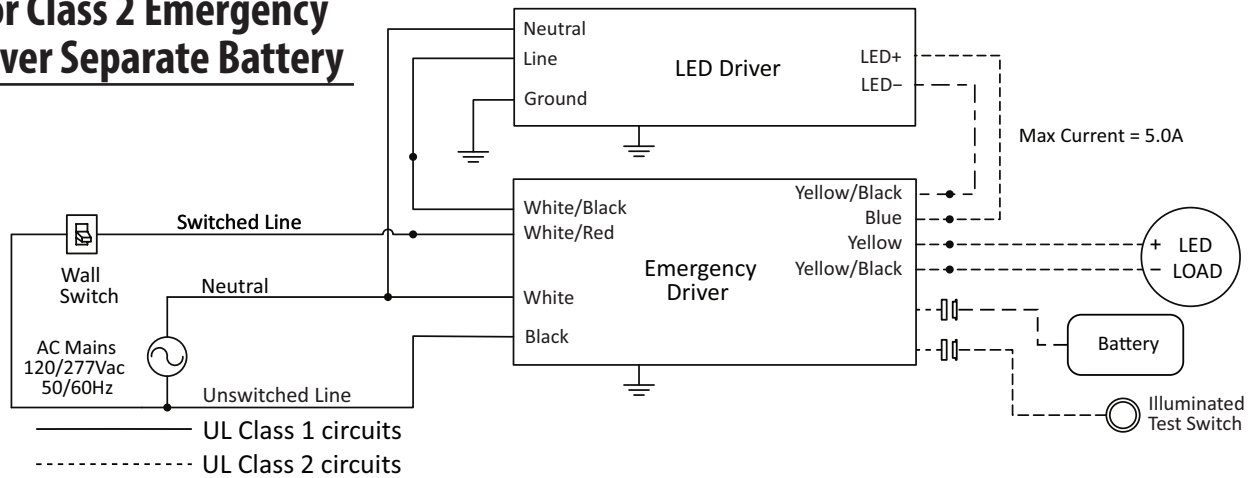 or Class 2 Emergency
ver Separate Battery
Neutral
Line
Ground
LED Driver
LED+
LED–
Max Current = 5.0A
White/Black
White/Red
White
Black
Emergency
Driver
Yellow/Black
Blue
Yellow
Yellow/Black
+ LED
– LOAD
Battery
Illuminated
Test Switch
Switched Line
Wall
Switch
Neutral
AC Mains
120/277Vac
50/60Hz
Unswitched Line
UL Class 1 circuits
UL Class 2 circuits